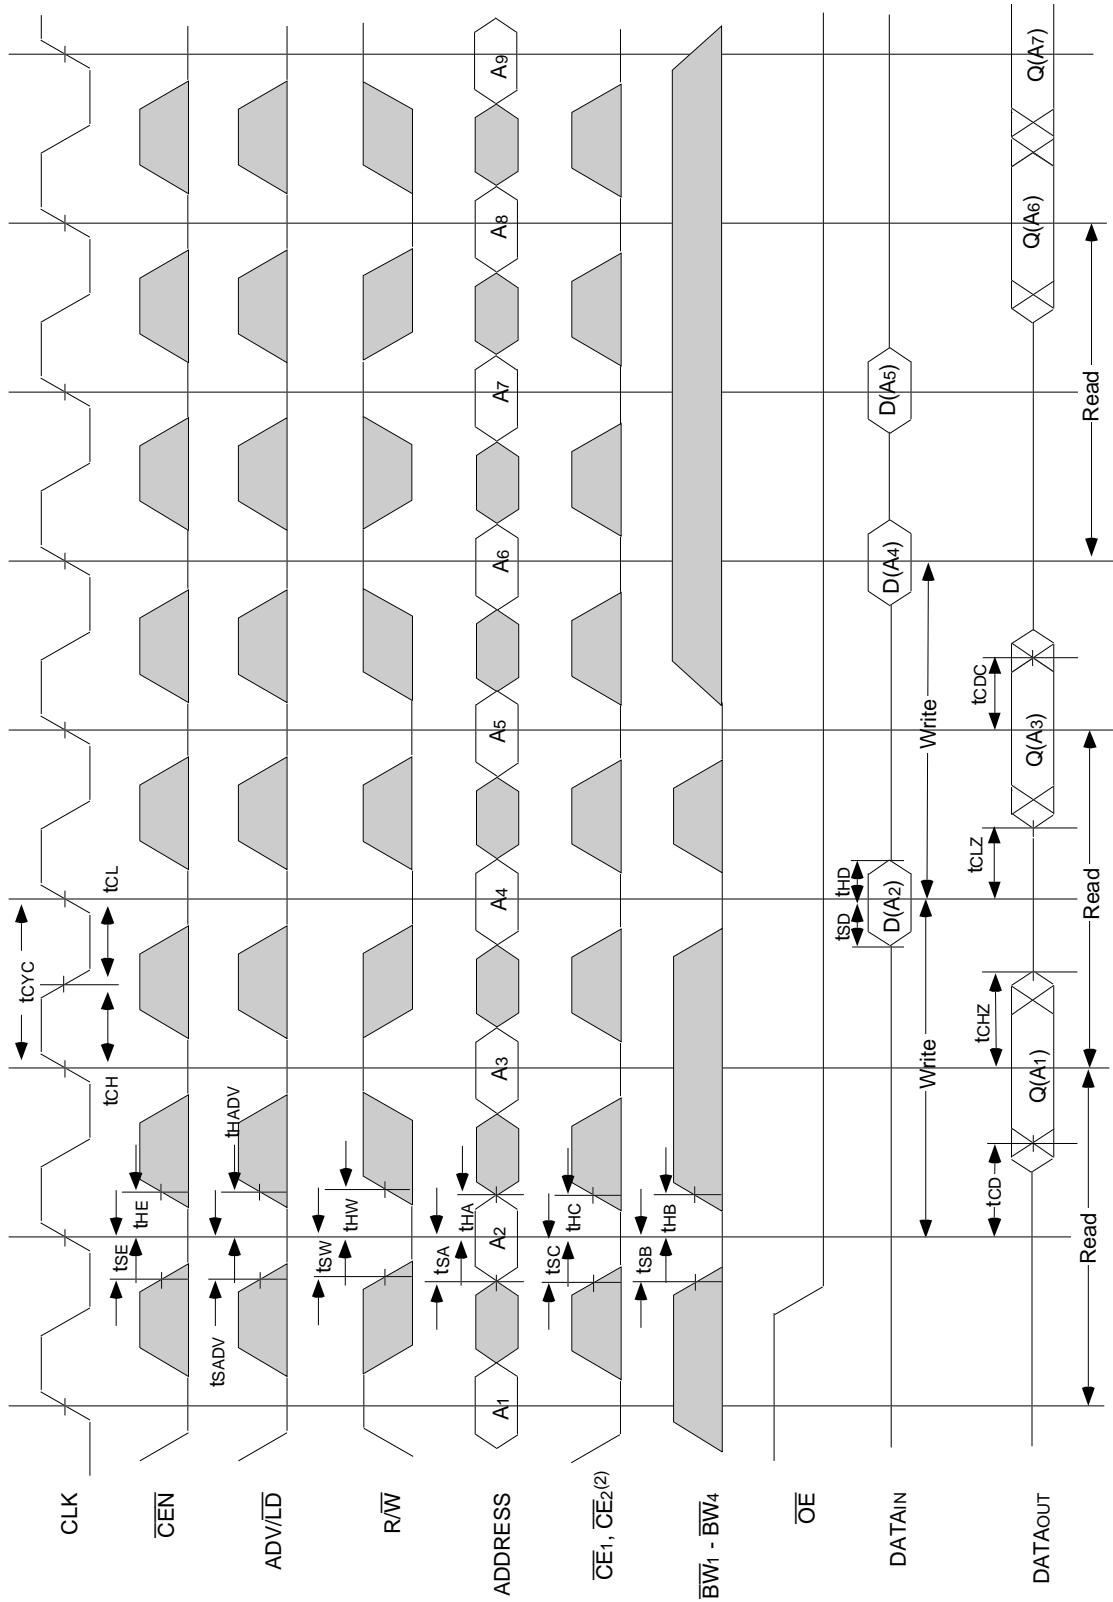 CLK
tCYC
tCH
tCL
CEN
tSE
tHE
ADV/LD
tSADV
tHADV
R/W
tSW
tHW
ADDRESS
A1
A2
A3
A4
A5
A6
A7
A8
A9
tSA
tHA
CE1, CE2(2)
tSC
tHC
BW1 - BW4
tSB
tHB
OE
DATAIN
tSD
tHD
D(A2)
D(A4)
D(A5)
Write
Write
DATAOUT
tCD
tCHZ
tCLZ
tCDC
Q(A1)
Q(A3)
Q(A6)
Q(A7)
Read
Read
Read